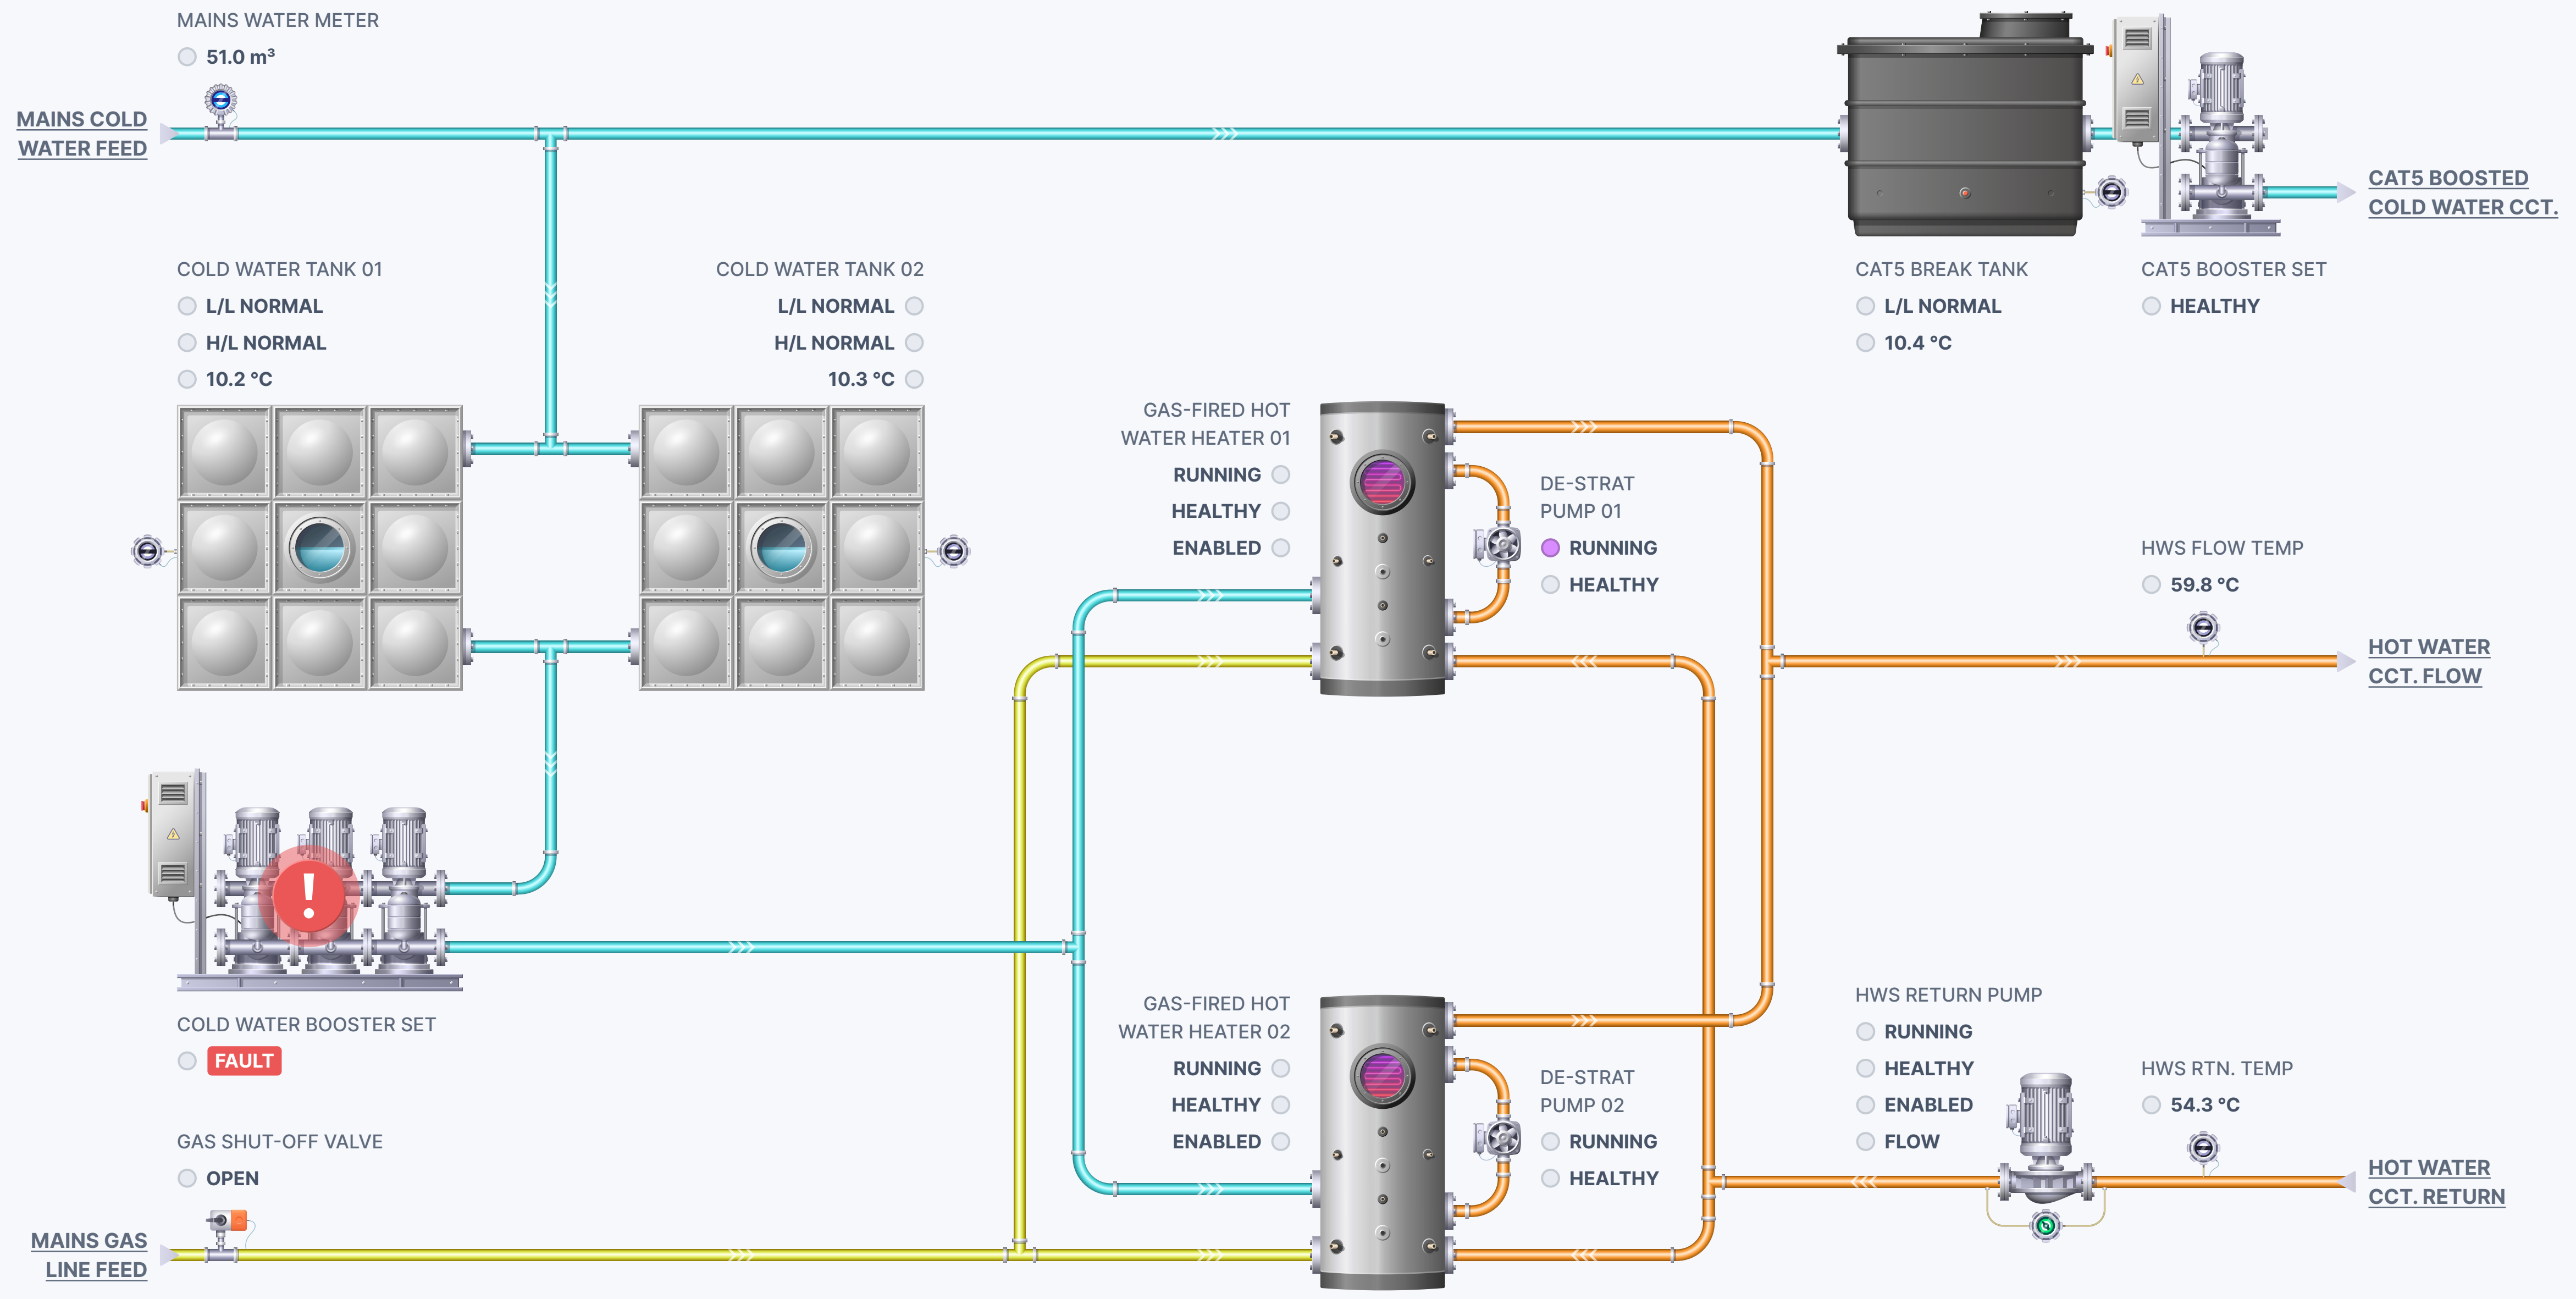 MAINS WATER METER
51.0 m³
MAINS COLD
WATER FEED
CAT5 BOOSTED
COLD WATER CCT.
COLD WATER TANK 01
L/L NORMAL
H/L NORMAL
10.2 °C
COLD WATER TANK 02
L/L NORMAL
H/L NORMAL
10.3 °C
CAT5 BREAK TANK
L/L NORMAL
10.4 °C
CAT5 BOOSTER SET
HEALTHY
GAS-FIRED HOT
WATER HEATER 01
RUNNING
HEALTHY
ENABLED
DE-STRAT
PUMP 01
RUNNING
HEALTHY
HWS FLOW TEMP
59.8 °C
HOT WATER
CCT. FLOW
COLD WATER BOOSTER SET
FAULT
GAS-FIRED HOT
WATER HEATER 02
RUNNING
HEALTHY
ENABLED
DE-STRAT
PUMP 02
RUNNING
HEALTHY
HWS RETURN PUMP
RUNNING
HEALTHY
ENABLED
FLOW
HWS RTN. TEMP
54.3 °C
HOT WATER
CCT. RETURN
GAS SHUT-OFF VALVE
OPEN
MAINS GAS
LINE FEED